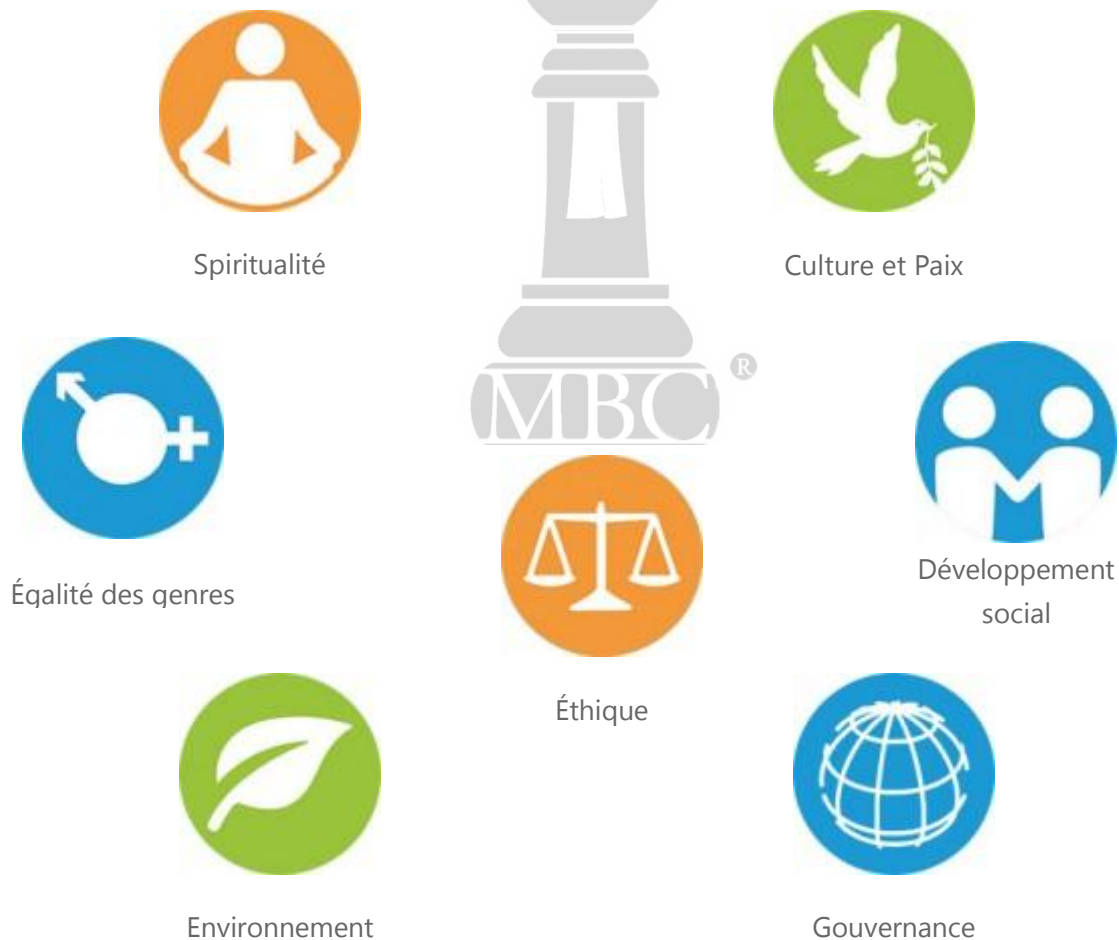 Spiritualité
Culture et Paix
MBC®
Égalité des genres
Développement
social
Éthique
Environnement
Gouvernance